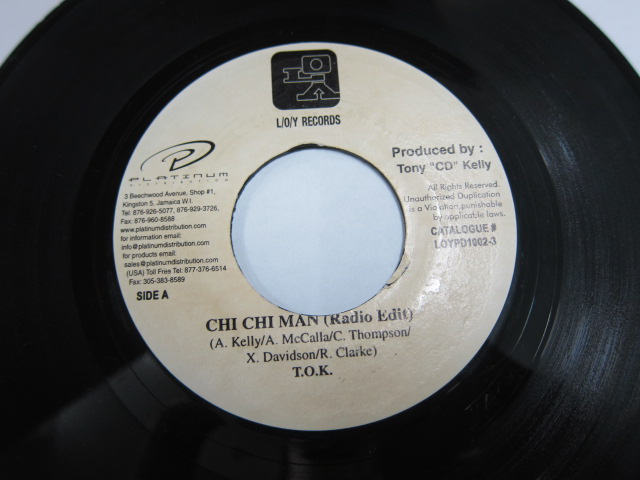 L/O/Y RECORDS
PLATINUM
DISTRIBUTION
3 Beechwood Avenue, Shop #1,
Kingston 5, Jamaica W.I.
Tel: 876-926-5077, 876-929-3726,
Fax: 876-960-8588
www.platinumdistribution.com
for information email:
info@platinumdistribution.com
for products email:
sales@platinumdistribution.com
(USA) Toll Fres Tel: 877-376-6514
Fax: 305-383-8589
SIDE A
Produced by :
Tony "CD" Kelly
All Rights Reserved.
Unauthorized Duplication
is a Violation,punishable
by applicatble laws.
CATALOGUE #
LOYPD1002-3
CHI CHI MAN (Radio Edit)
(A. Kelly/A. McCalla/C. Thompson/
X. Davidson/R. Clarke)
T.O.K.